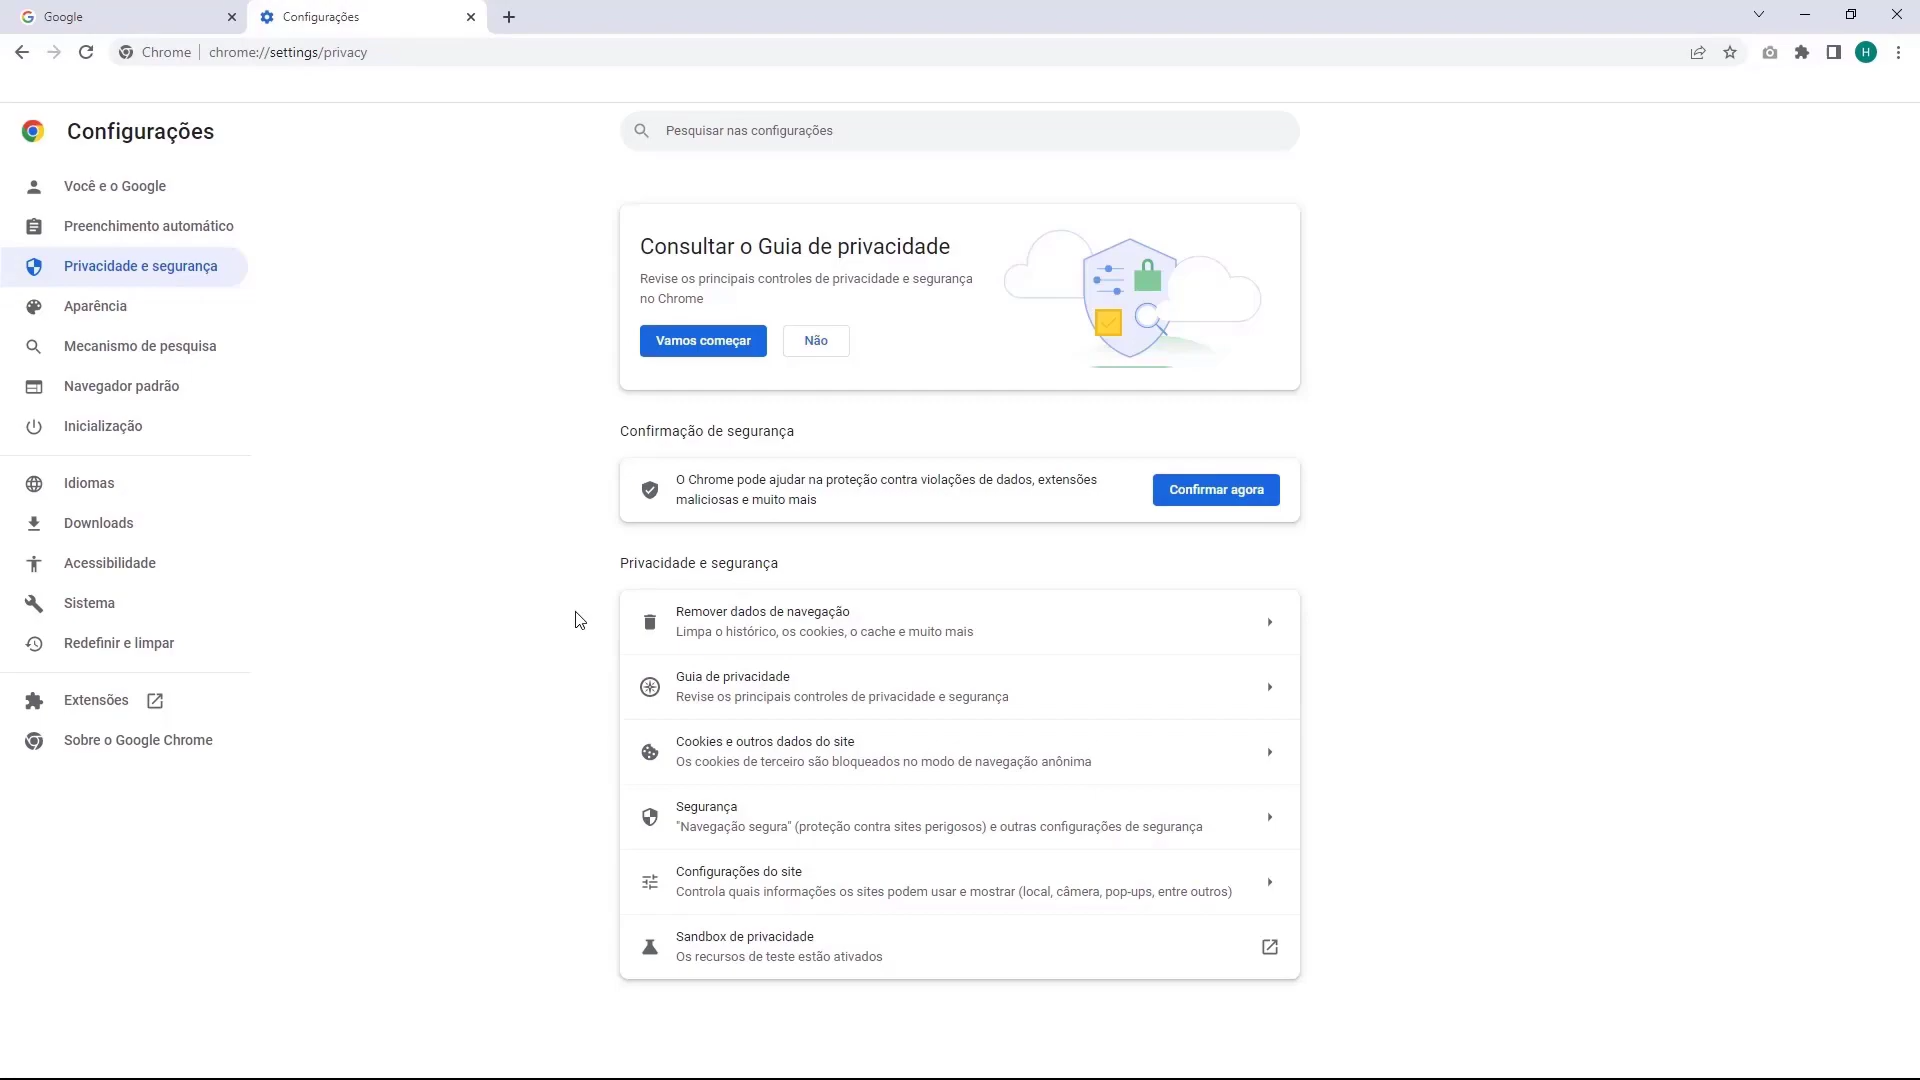 Google
Configurações
Chrome
chrome://settings/privacy
H
Configurações
Pesquisar nas configurações
Você e o Google
Preenchimento automático
Privacidade e segurança
Aparência
Mecanismo de pesquisa
Navegador padrão
Inicialização
Idiomas
Downloads
Acessibilidade
Sistema
Redefinir e limpar
Extensões
Sobre o Google Chrome
Consultar o Guia de privacidade
Revise os principais controles de privacidade e segurança
no Chrome
Vamos começar
Não
Confirmação de segurança
O Chrome pode ajudar na proteção contra violações de dados, extensões
maliciosas e muito mais
Confirmar agora
Privacidade e segurança
Remover dados de navegação
Limpa o histórico, os cookies, o cache e muito mais
Guia de privacidade
Revise os principais controles de privacidade e segurança
Cookies e outros dados do site
Os cookies de terceiro são bloqueados no modo de navegação anônima
Segurança
"Navegação segura" (proteção contra sites perigosos) e outras configurações de segurança
Configurações do site
Controla quais informações os sites podem usar e mostrar (local, câmera, pop-ups, entre outros)
Sandbox de privacidade
Os recursos de teste estão ativados